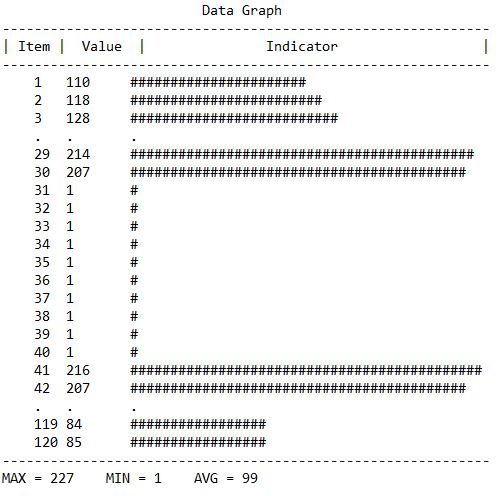 Data Graph
-------------------------------------------------------------
| Item |  Value  |               Indicator                  |
-------------------------------------------------------------
1   110     ######################
2   118     ########################
3   128     ##########################
.   .       .
29  214     ###########################################
30  207     ##########################################
31  1       #
32  1       #
33  1       #
34  1       #
35  1       #
36  1       #
37  1       #
38  1       #
39  1       #
40  1       #
41  216     ############################################
42  207     ##########################################
.   .       .
119 84      #################
120 85      #################
-------------------------------------------------------------
MAX = 227    MIN = 1    AVG = 99